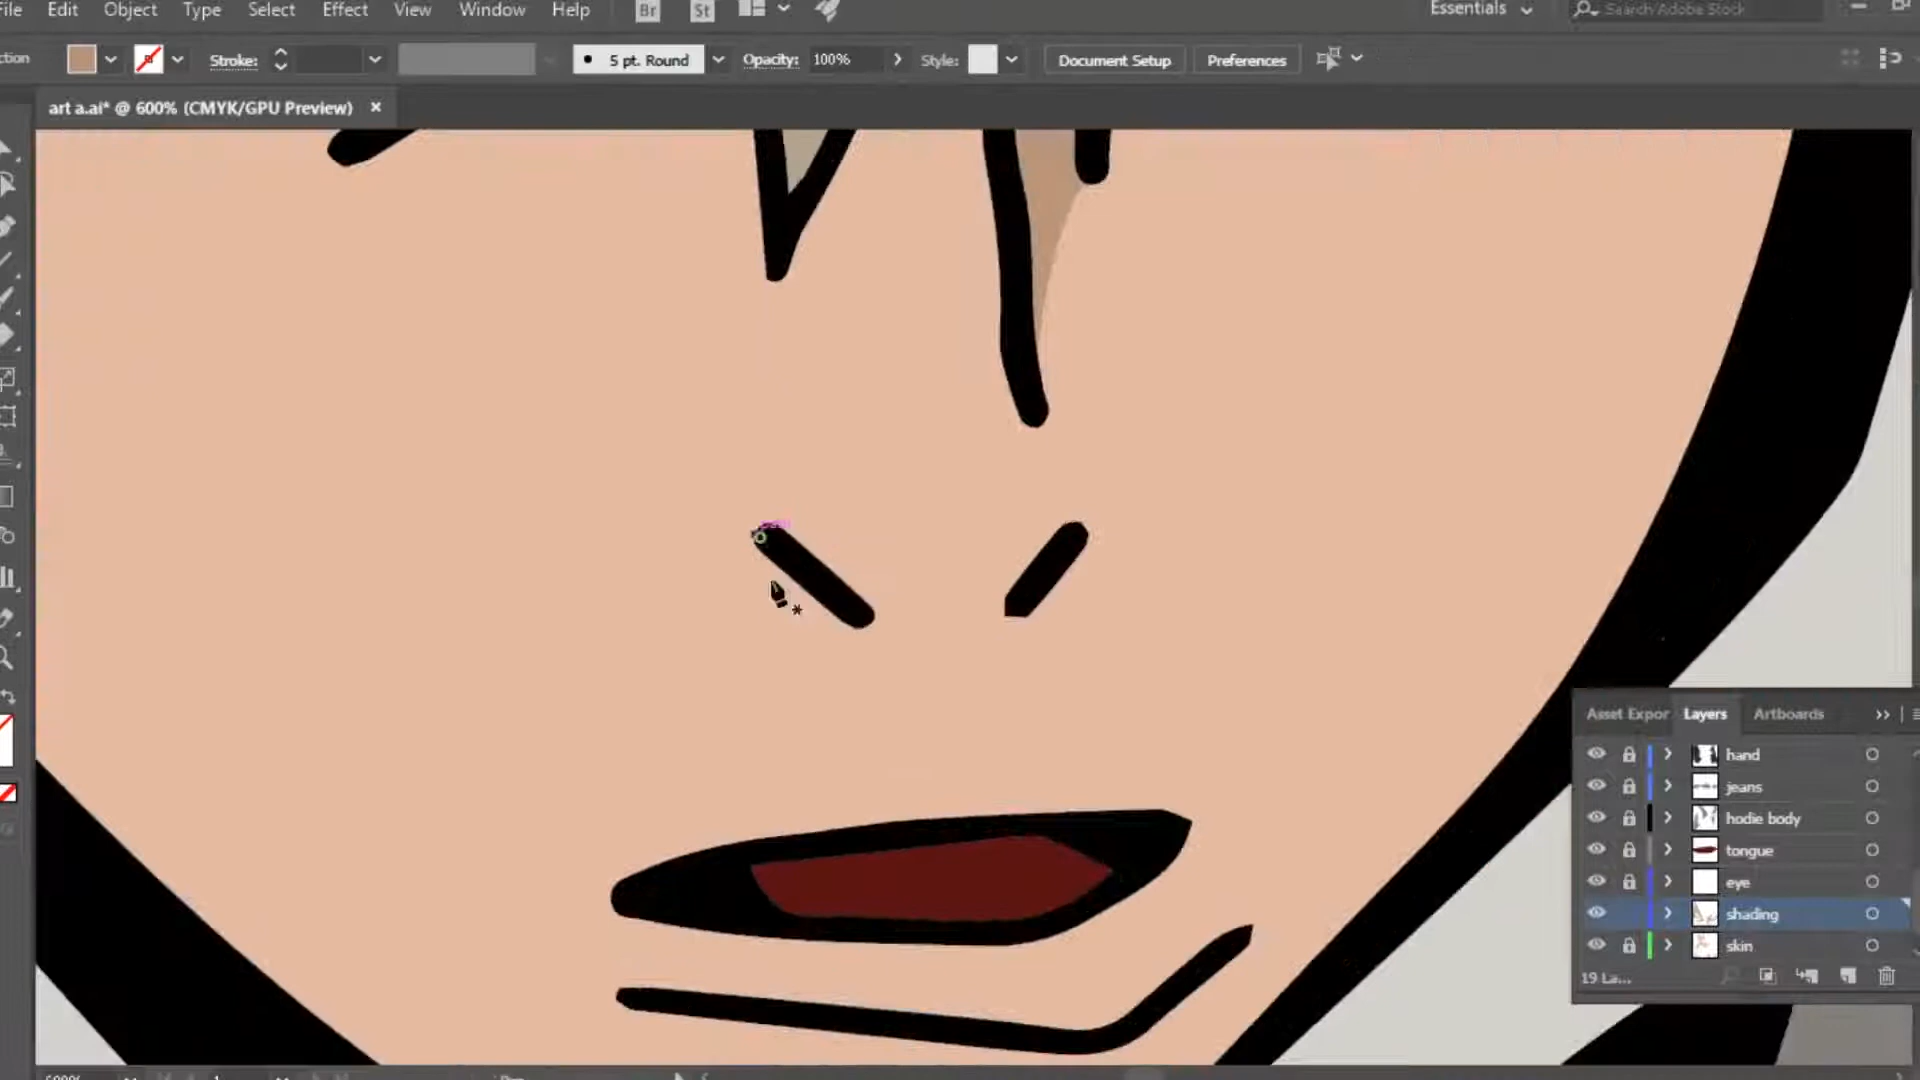 File Edit Object Type Select Effect View Window Help Br St Essentials Search Adobe Stock
ction Stroke: 5 pt. Round Opacity: 100% Style: Document Setup Preferences
art a.ai* @ 600% (CMYK/GPU Preview) ×
Asset Expor Layers Artboards
hand
jeans
hodie body
tongue
eye
shading
skin
19 La...